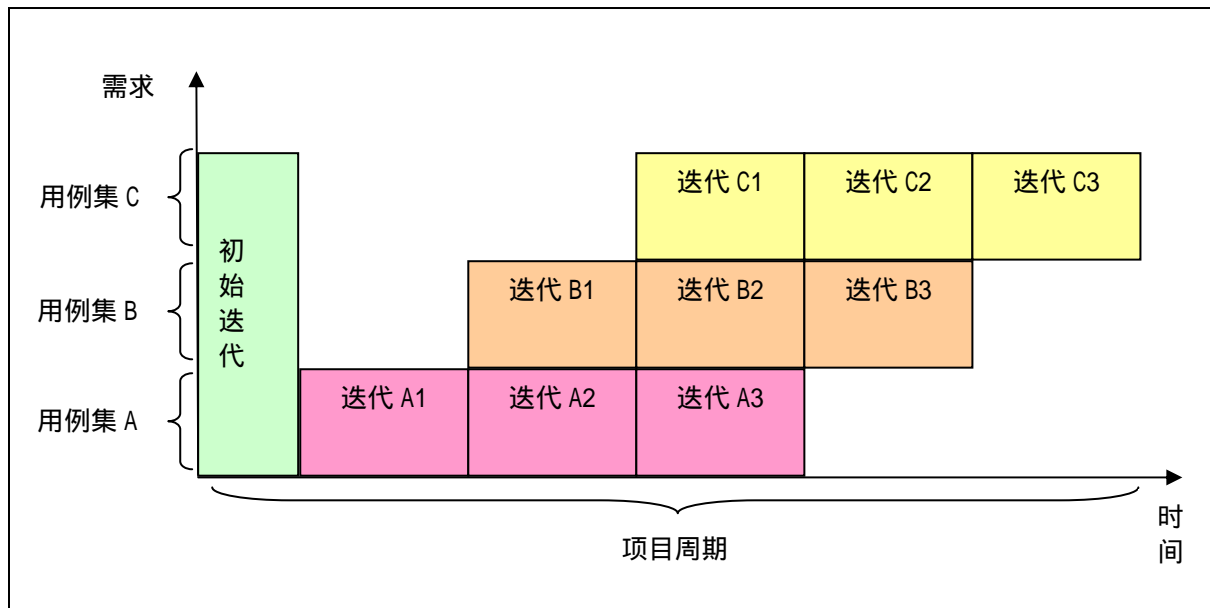 需求
用例集 C
迭代 C1
迭代 C2
迭代 C3
初
始
迭
代
用例集 B
迭代 B1
迭代 B2
迭代 B3
用例集 A
迭代 A1
迭代 A2
迭代 A3
时
间
项目周期